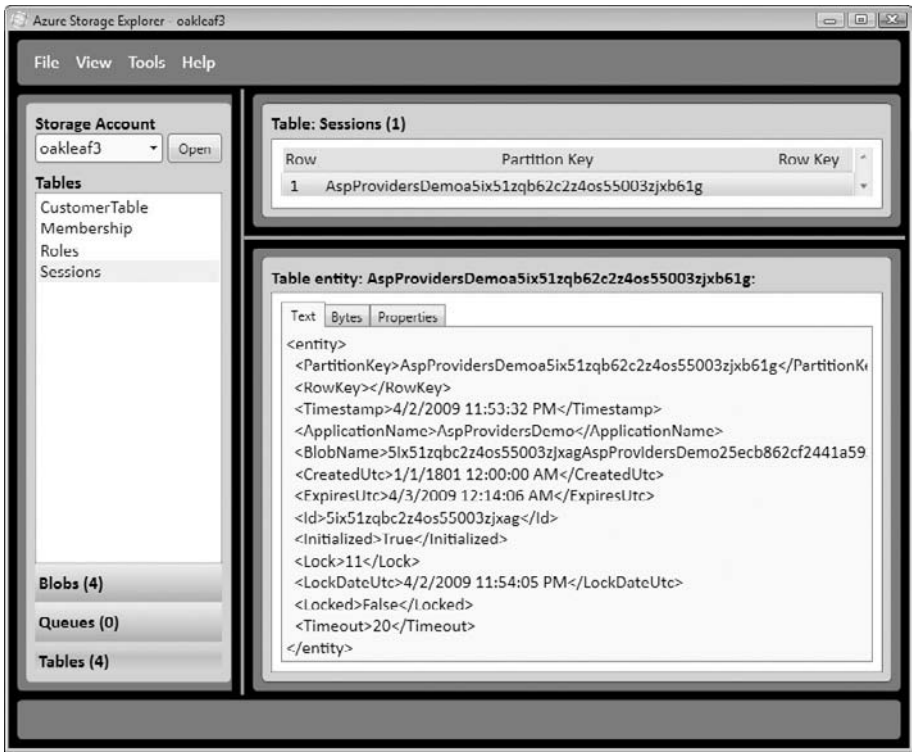 Azure Storage Explorer - oakleaf3
File View Tools Help
Storage Account
oakleaf3
Open
Tables
CustomerTable
Membership
Roles
Sessions
Blobs (4)
Queues (0)
Tables (4)
Table: Sessions (1)
Row Partition Key Row Key
1 AspProvidersDemoa5ix51zqb62c2z4os55003zjxb61g
Table entity: AspProvidersDemoa5ix51zqb62c2z4os55003zjxb61g:
Text Bytes Properties
<entity>
<PartitionKey>AspProvidersDemoa5ix51zqb62c2z4os55003zjxb61g</PartitionKe
<RowKey></RowKey>
<Timestamp>4/2/2009 11:53:32 PM</Timestamp>
<ApplicationName>AspProvidersDemo</ApplicationName>
<BlobName>5ix51zqbc2z4os55003zjxagAspProvidersDemo25ecb862cf2441a59
<CreatedUtc>1/1/1801 12:00:00 AM</CreatedUtc>
<ExpiresUtc>4/3/2009 12:14:06 AM</ExpiresUtc>
<Id>5ix51zqbc2z4os55003zjxag</Id>
<Initialized>True</Initialized>
<Lock>11</Lock>
<LockDateUtc>4/2/2009 11:54:05 PM</LockDateUtc>
<Locked>False</Locked>
<Timeout>20</Timeout>
</entity>